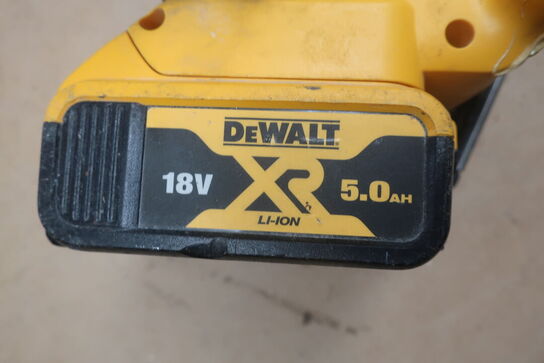 DEWALT
18V XR 5.0AH
LI-ION